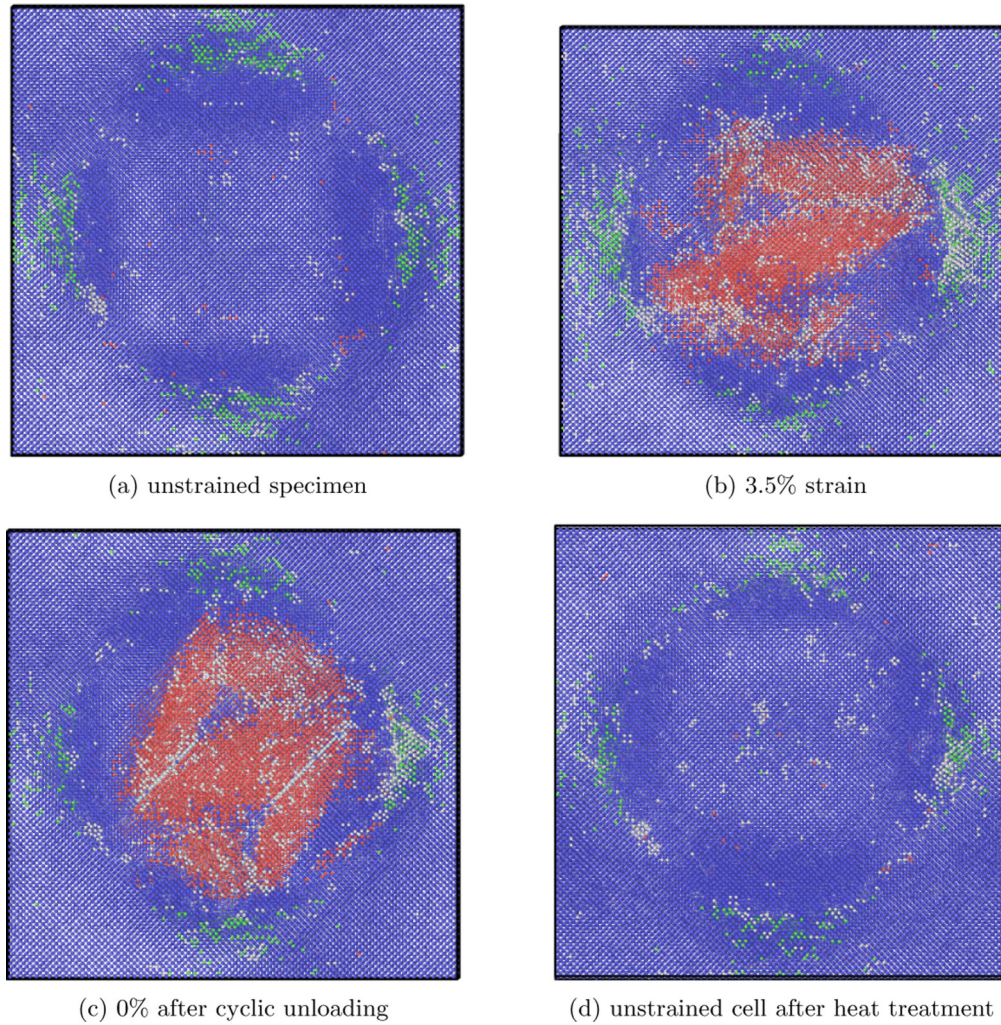 (a) unstrained specimen
(b) 3.5% strain
(c) 0% after cyclic unloading
(d) unstrained cell after heat treatment